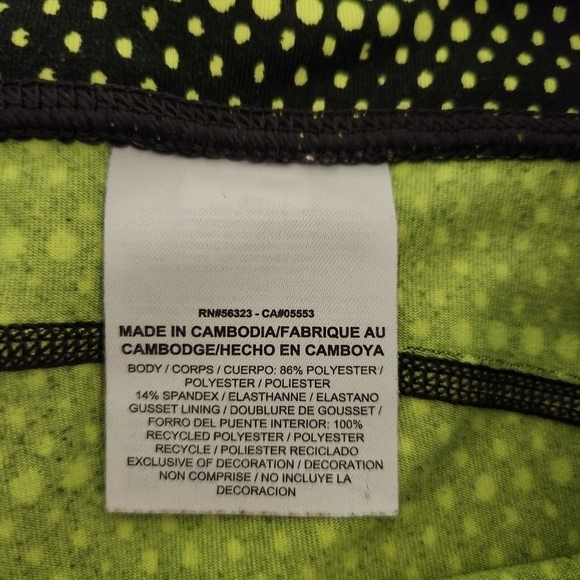 RN#56323 - CA#05553
MADE IN CAMBODIA/FABRIQUE AU
CAMBODGE/HECHO EN CAMBOYA
BODY / CORPS / CUERPO: 86% POLYESTER /
POLYESTER / POLIESTER
14% SPANDEX / ELASTHANNE / ELASTANO
GUSSET LINING / DOUBLURE DE GOUSSET /
FORRO DEL PUENTE INTERIOR: 100%
RECYCLED POLYESTER / POLYESTER
RECYCLE / POLIESTER RECICLADO
EXCLUSIVE OF DECORATION / DECORATION
NON COMPRISE / NO INCLUYE LA
DECORACION